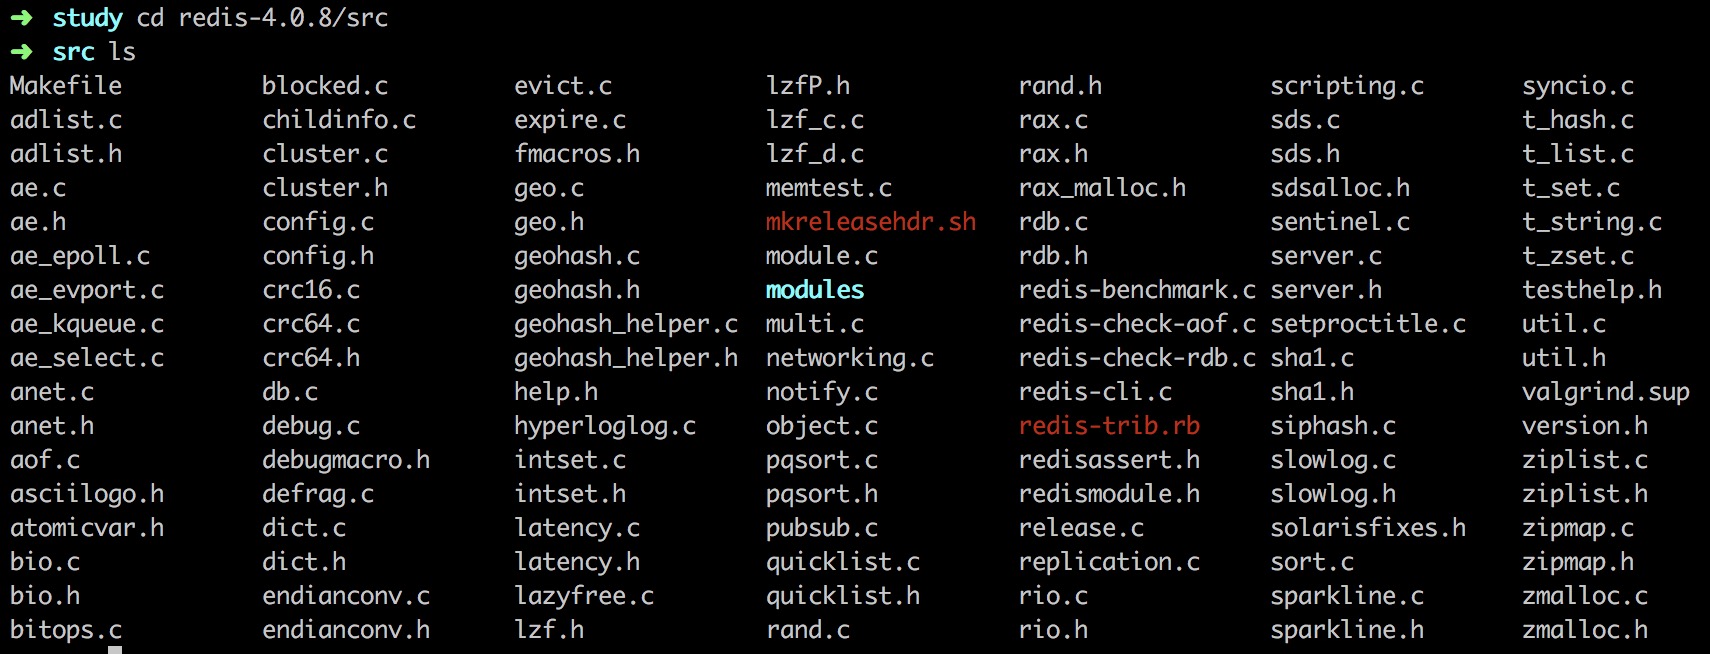 ➜ study cd redis-4.0.8/src
➜ src ls
Makefile blocked.c evict.c lzfP.h rand.h scripting.c syncio.c
adlist.c childinfo.c expire.c lzf_c.c rax.c sds.c t_hash.c
adlist.h cluster.c fmacros.h lzf_d.c rax.h sds.h t_list.c
ae.c cluster.h geo.c memtest.c rax_malloc.h sdsalloc.h t_set.c
ae.h config.c geo.h mkreleasehdr.sh rdb.c sentinel.c t_string.c
ae_epoll.c config.h geohash.c module.c rdb.h server.c t_zset.c
ae_evport.c crc16.c geohash.h modules redis-benchmark.c server.h testhelp.h
ae_kqueue.c crc64.c geohash_helper.c multi.c redis-check-aof.c setproctitle.c util.c
ae_select.c crc64.h geohash_helper.h networking.c redis-check-rdb.c sha1.c util.h
anet.c db.c help.h notify.c redis-cli.c sha1.h valgrind.sup
anet.h debug.c hyperloglog.c object.c redis-trib.rb siphash.c version.h
aof.c debugmacro.h intset.c pqsort.c redisassert.h slowlog.c ziplist.c
asciilogo.h defrag.c intset.h pqsort.h redismodule.h slowlog.h ziplist.h
atomicvar.h dict.c latency.c pubsub.c release.c solarisfixes.h zipmap.c
bio.c dict.h latency.h quicklist.c replication.c sort.c zipmap.h
bio.h endianconv.c lazyfree.c quicklist.h rio.c sparkline.c zmalloc.c
bitops.c endianconv.h lzf.h rand.c rio.h sparkline.h zmalloc.h